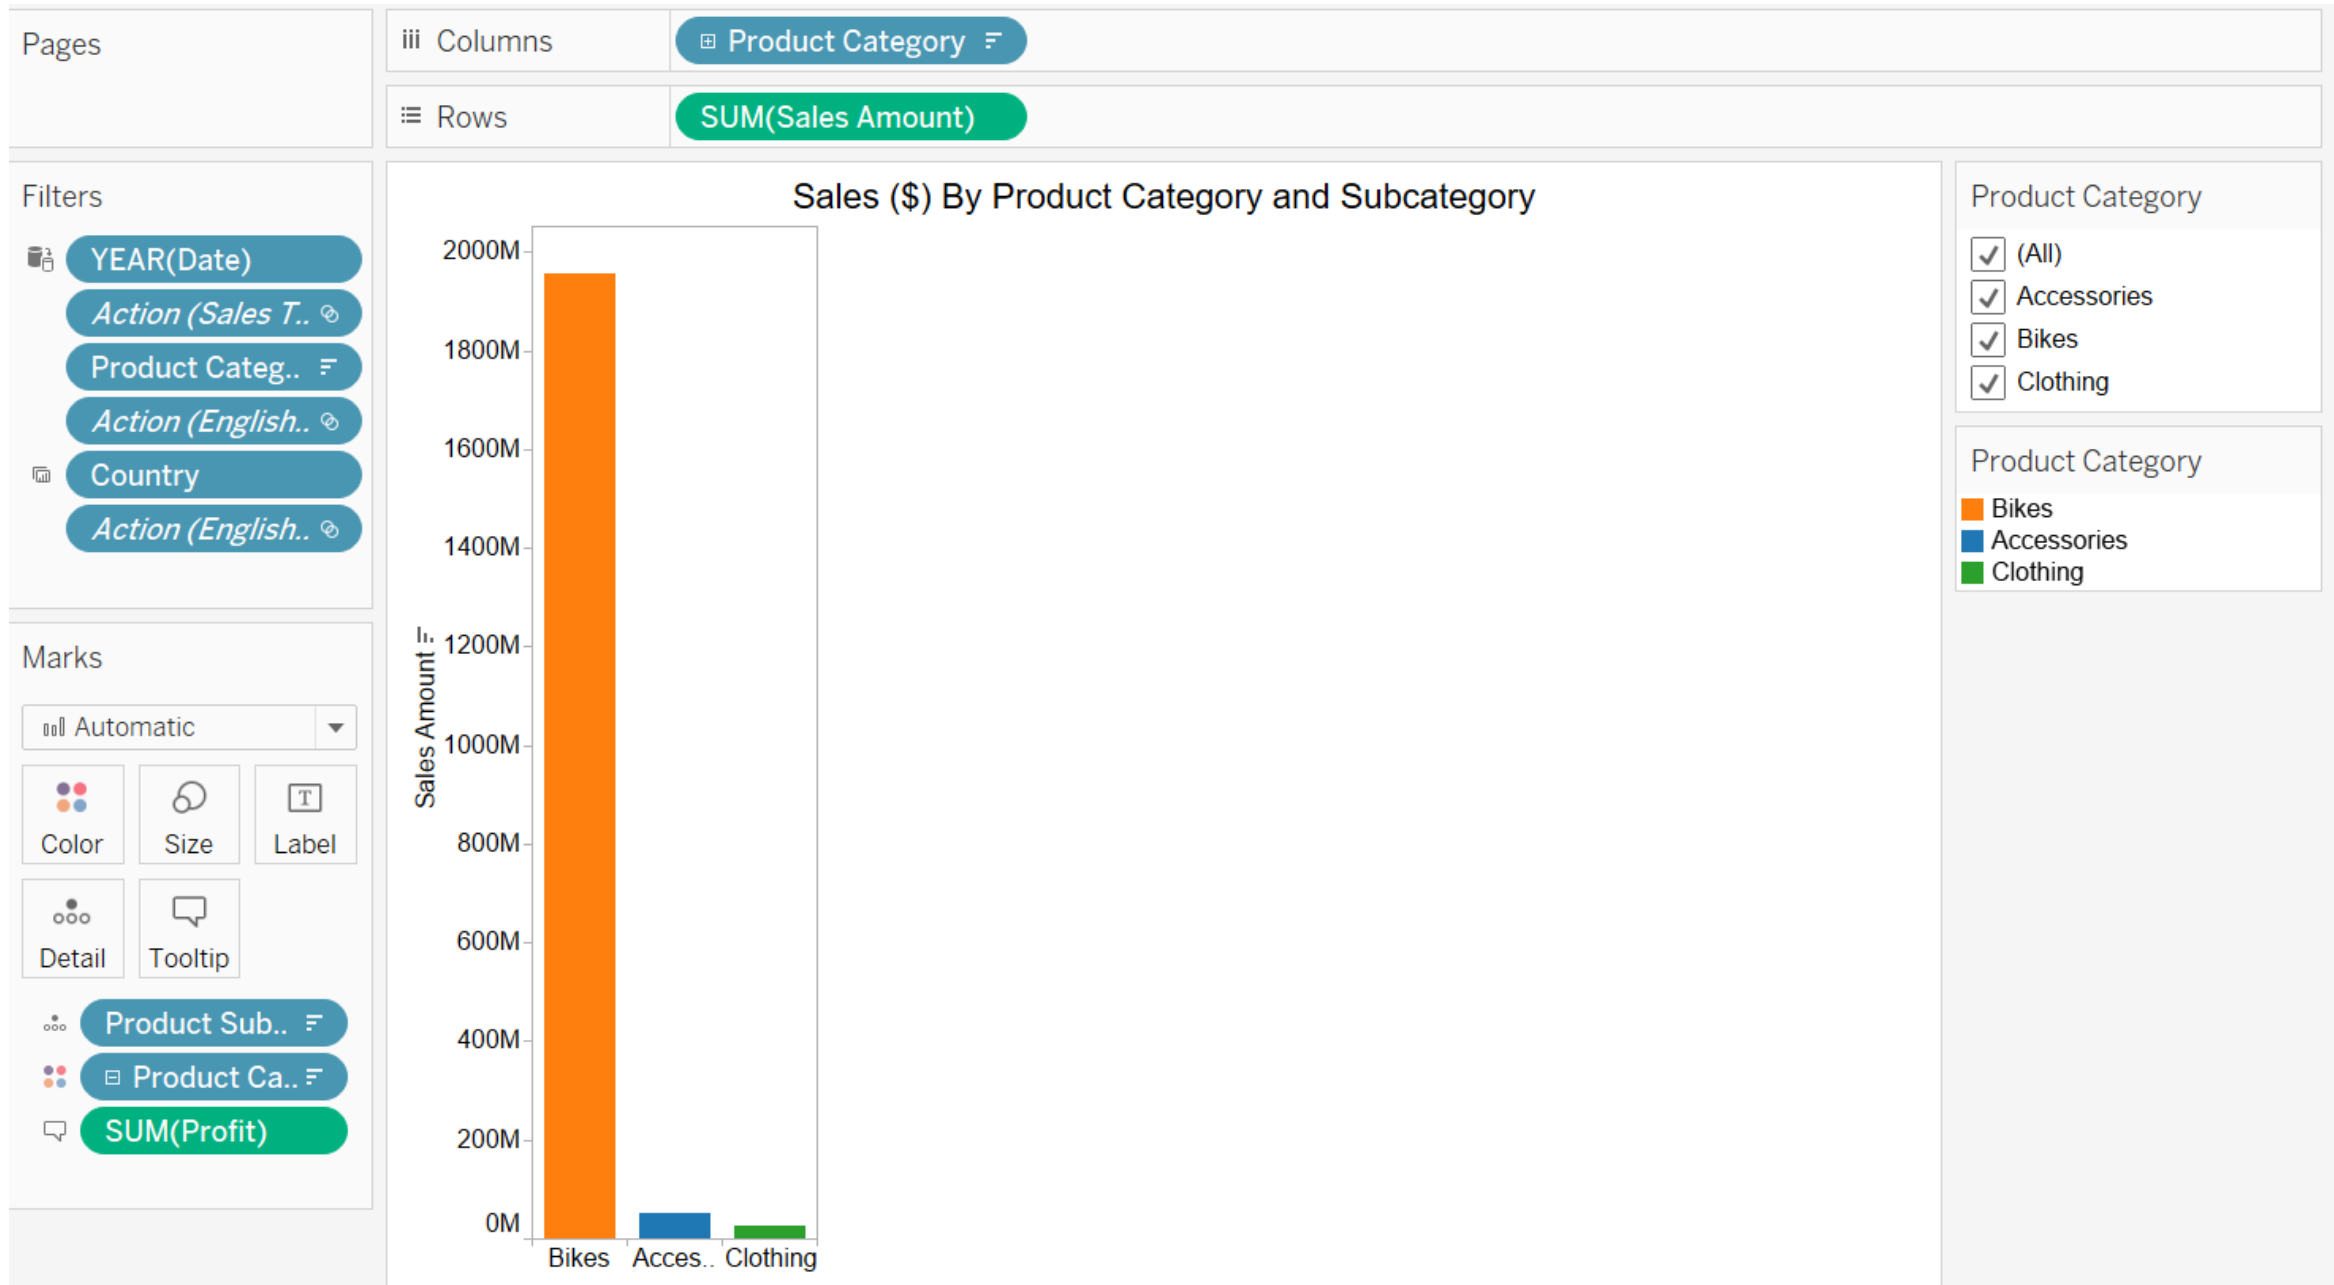 Pages
Columns
Product Category
Rows
SUM(Sales Amount)
Filters
YEAR(Date)
Action (Sales T..
Product Categ..
Action (English..
Country
Action (English..
Marks
Automatic
Color
Size
Label
Detail
Tooltip
Product Sub..
Product Ca..
SUM(Profit)
Sales ($) By Product Category and Subcategory
Sales Amount
2000M
1800M
1600M
1400M
1200M
1000M
800M
600M
400M
200M
0M
Bikes
Acces..
Clothing
Product Category
(All)
Accessories
Bikes
Clothing
Product Category
Bikes
Accessories
Clothing